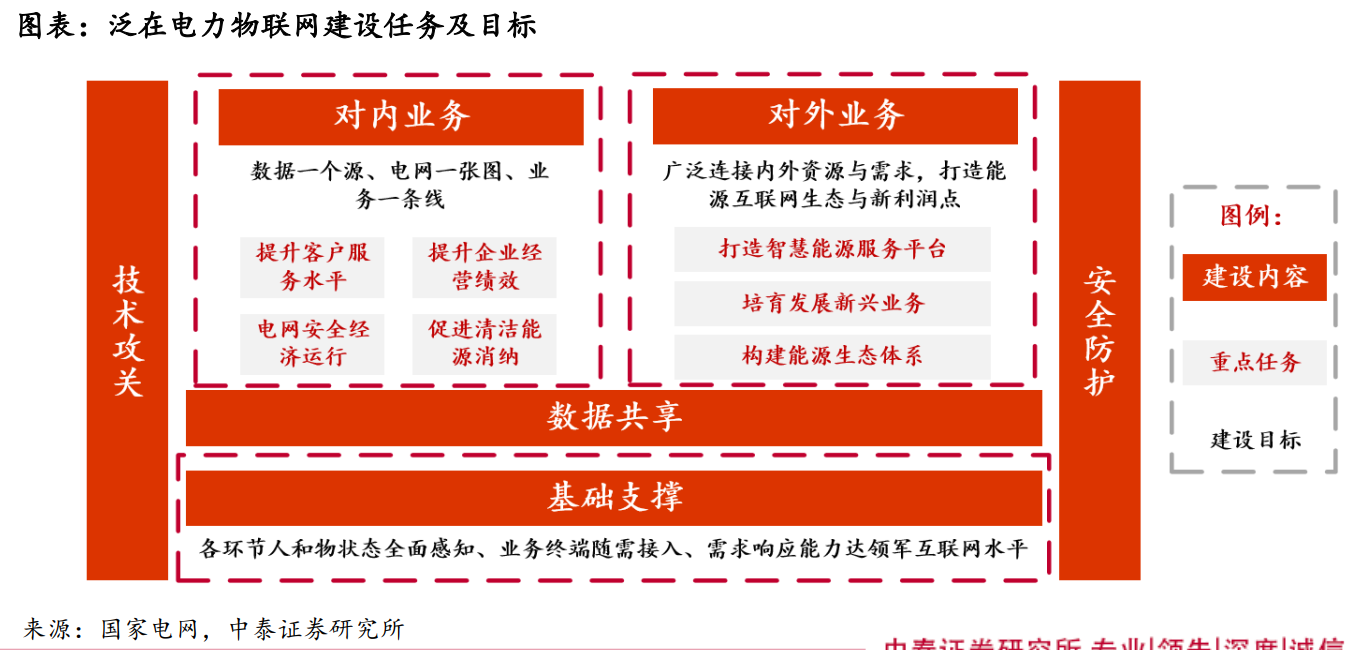 图表：泛在电力物联网建设任务及目标
技术攻关
对内业务
数据一个源、电网一张图、业
务一条线
提升客户服
务水平
提升企业经
营绩效
电网安全经
济运行
促进清洁能
源消纳
对外业务
广泛连接内外资源与需求，打造能
源互联网生态与新利润点
打造智慧能源服务平台
培育发展新兴业务
构建能源生态体系
数据共享
基础支撑
各环节人和物状态全面感知、业务终端随需接入、需求响应能力达领军互联网水平
安全防护
图例：
建设内容
重点任务
建设目标
来源：国家电网，中泰证券研究所
中泰证券研究所 专业|领先|深度|诚信